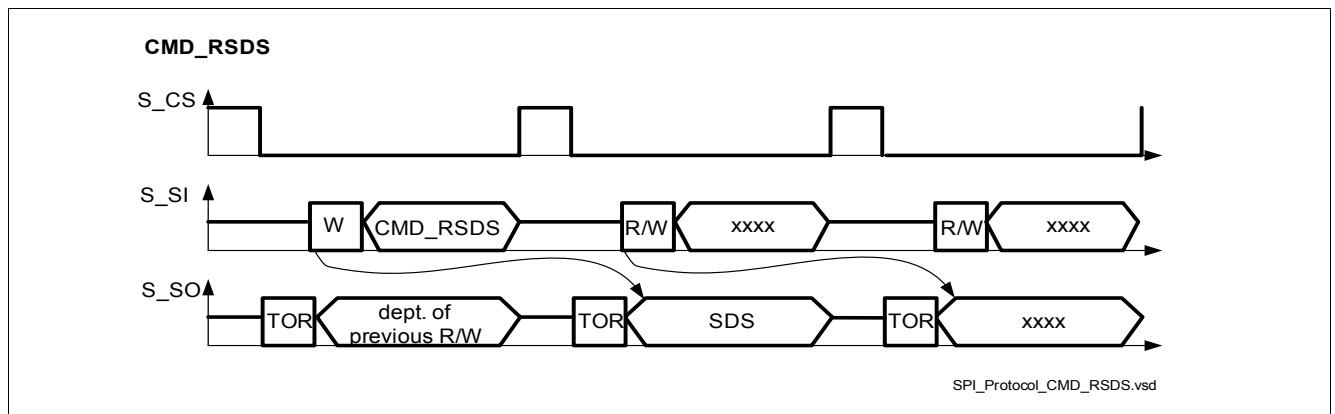 CMD_RSDS
S_CS
S_SI
W
CMD_RSDS
R/W
xxxx
R/W
xxxx
S_SO
TOR
dept. of
previous R/W
TOR
SDS
TOR
xxxx
SPI_Protocol_CMD_RSDS.vsd